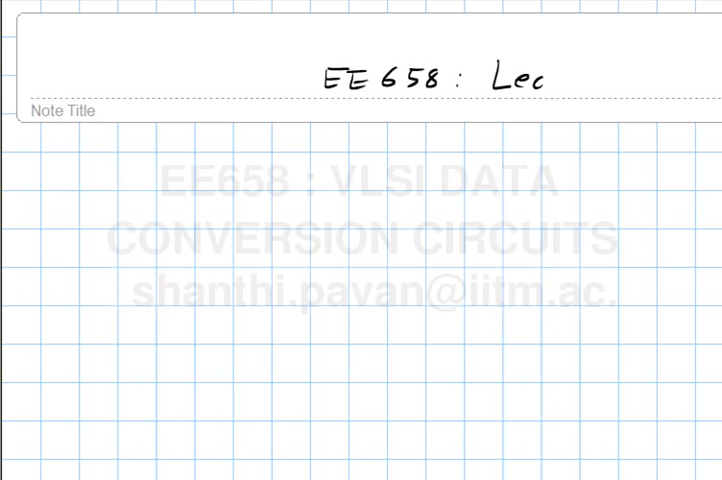 EE 658 : Lec
Note Title
EE658 : VLSI DATA
CONVERSION CIRCUITS
shanthi.pavan@iitm.ac.